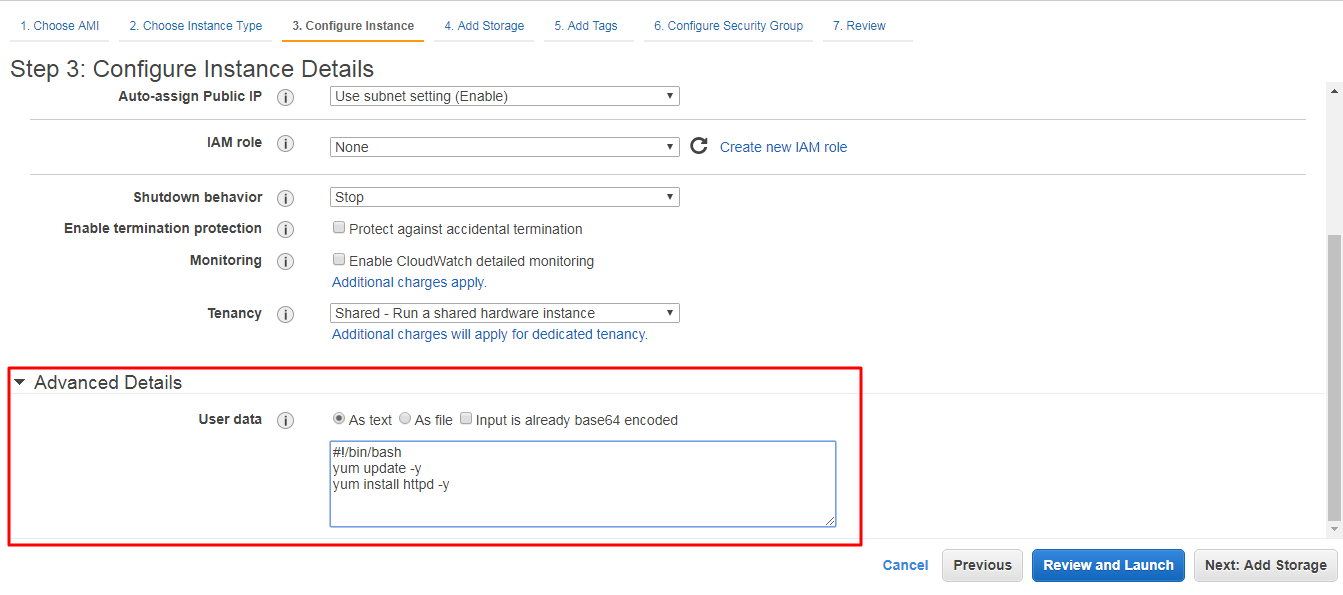 1. Choose AMI 2. Choose Instance Type 3. Configure Instance 4. Add Storage 5. Add Tags 6. Configure Security Group 7. Review
Step 3: Configure Instance Details
Auto-assign Public IP i Use subnet setting (Enable)
IAM role i None Create new IAM role
Shutdown behavior i Stop
Enable termination protection i Protect against accidental termination
Monitoring i Enable CloudWatch detailed monitoring
Additional charges apply.
Tenancy i Shared - Run a shared hardware instance
Additional charges will apply for dedicated tenancy.
Advanced Details
User data i As text As file Input is already base64 encoded
#!/bin/bash
yum update -y
yum install httpd -y
Cancel Previous Review and Launch Next: Add Storage